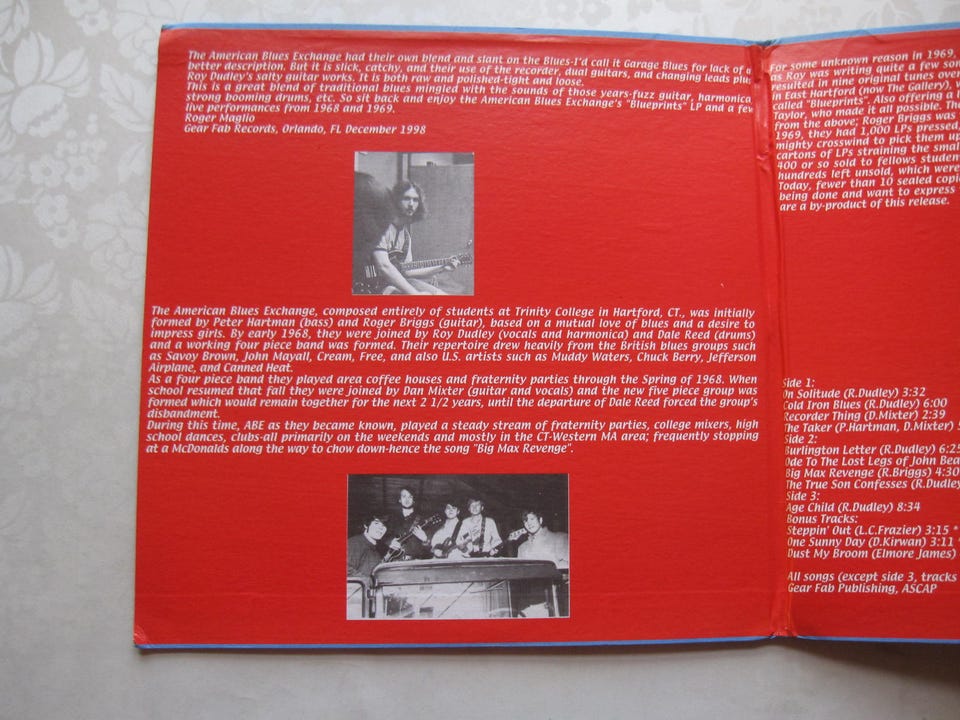 The American Blues Exchange had their own blend and slant on the Blues-I'd call it Garage Blues for lack of a
better description. But it is slick, catchy, and their use of the recorder, dual guitars, and changing leads plus
Roy Dudley's salty guitar works. It is both raw and polished-tight and loose.
This is a great blend of traditional blues mingled with the sounds of those years-fuzz guitar, harmonica,
strong booming drums, etc. So sit back and enjoy the American Blues Exchange's "Blueprints" LP and a few
live performances from 1968 and 1969.
Roger Maglio
Gear Fab Records, Orlando, FL December 1998
The American Blues Exchange, composed entirely of students at Trinity College in Hartford, CT., was initially
formed by Peter Hartman (bass) and Roger Briggs (guitar), based on a mutual love of blues and a desire to
impress girls. By early 1968, they were joined by Roy Dudley (vocals and harmonica) and Dale Reed (drums)
and a working four piece band was formed. Their repertoire drew heavily from the British blues groups such
as Savoy Brown, John Mayall, Cream, Free, and also U.S. artists such as Muddy Waters, Chuck Berry, Jefferson
Airplane, and Canned Heat.
As a four piece band they played area coffee houses and fraternity parties through the Spring of 1968. When
school resumed that fall they were joined by Dan Mixter (guitar and vocals) and the new five piece group was
formed which would remain together for the next 2 1/2 years, until the departure of Dale Reed forced the group's
disbandment.
During this time, ABE as they became known, played a steady stream of fraternity parties, college mixers, high
school dances, clubs-all primarily on the weekends and mostly in the CT-Western MA area; frequently stopping
at a McDonalds along the way to chow down-hence the song "Big Max Revenge".
For some unknown reason in 1969,
as Roy was writing quite a few son
resulted in nine original tunes over
in East Hartford (now The Gallery),
called "Blueprints". Also offering a
Taylor, who made it all possible. The
from the above; Roger Briggs was
1969, they had 1,000 LPs pressed,
mighty crosswind to pick them up
cartons of LPs straining the small
400 or so sold to fellows studen
hundreds left unsold, which were
Today, fewer than 10 sealed copi
being done and want to express
are a by-product of this release.
Side 1:
On Solitude (R.Dudley) 3:32
Cold Iron Blues (R.Dudley) 6:00
Recorder Thing (D.Mixter) 2:39
The Taker (P.Hartman, D.Mixter)
Side 2:
Burlington Letter (R.Dudley) 6:25
Ode To The Lost Legs of John Bea
Big Max Revenge (R.Briggs) 4:30
The True Son Confesses (R.Dudley
Side 3:
Age Child (R.Dudley) 8:34
Bonus Tracks:
Steppin' Out (L.C.Frazier) 3:15 *
One Sunny Day (D.Kirwan) 3:11
Dust My Broom (Elmore James)
All songs (except side 3, tracks
Gear Fab Publishing, ASCAP